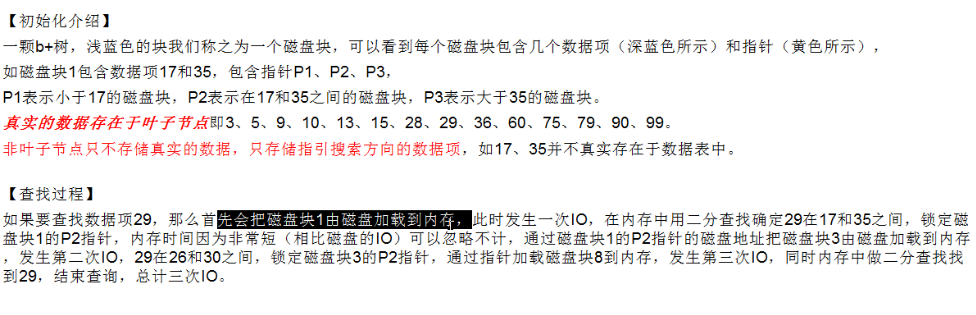 【初始化介绍】
一颗b+树，浅蓝色的块我们称之为一个磁盘块，可以看到每个磁盘块包含几个数据项（深蓝色所示）和指针（黄色所示），
如磁盘块1包含数据项17和35，包含指针P1、P2、P3，
P1表示小于17的磁盘块，P2表示在17和35之间的磁盘块，P3表示大于35的磁盘块。
真实的数据存在于叶子节点即3、5、9、10、13、15、28、29、36、60、75、79、90、99。
非叶子节点只不存储真实的数据，只存储指引搜索方向的数据项，如17、35并不真实存在于数据表中。
【查找过程】
如果要查找数据项29，那么首先会把磁盘块1由磁盘加载到内存，此时发生一次IO，在内存中用二分查找确定29在17和35之间，锁定磁
盘块1的P2指针，内存时间因为非常短（相比磁盘的IO）可以忽略不计，通过磁盘块1的P2指针的磁盘地址把磁盘块3由磁盘加载到内存
，发生第二次IO，29在26和30之间，锁定磁盘块3的P2指针，通过指针加载磁盘块8到内存，发生第三次IO，同时内存中做二分查找找
到29，结束查询，总计三次IO。